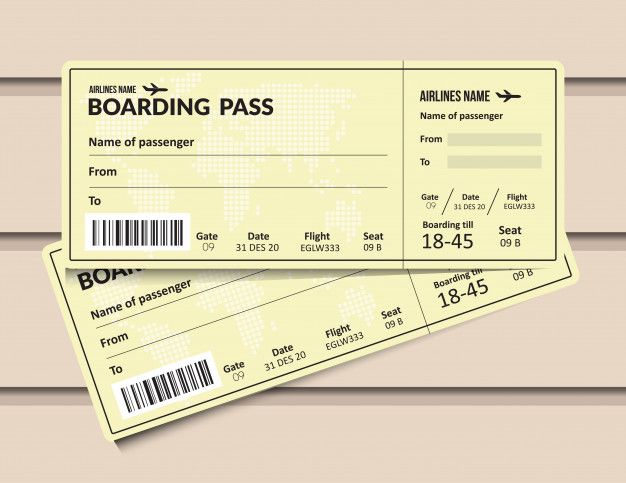 AIRLINES NAME
BOARDING PASS
Name of passenger
From
To
Gate Date Flight Seat
09 31 DES 20 EGLW333 09 B
AIRLINES NAME
Name of passenger
From
To
Gate / Date / Flight
09 / 31 DES 20 / EGLW333
Boarding till Seat
18-45 09 B
BOARDING
Name of passenger
From
To
Gate Date Flight Seat
09 31 DES 20 EGLW333 09 B
Boarding till
18-45 09 B